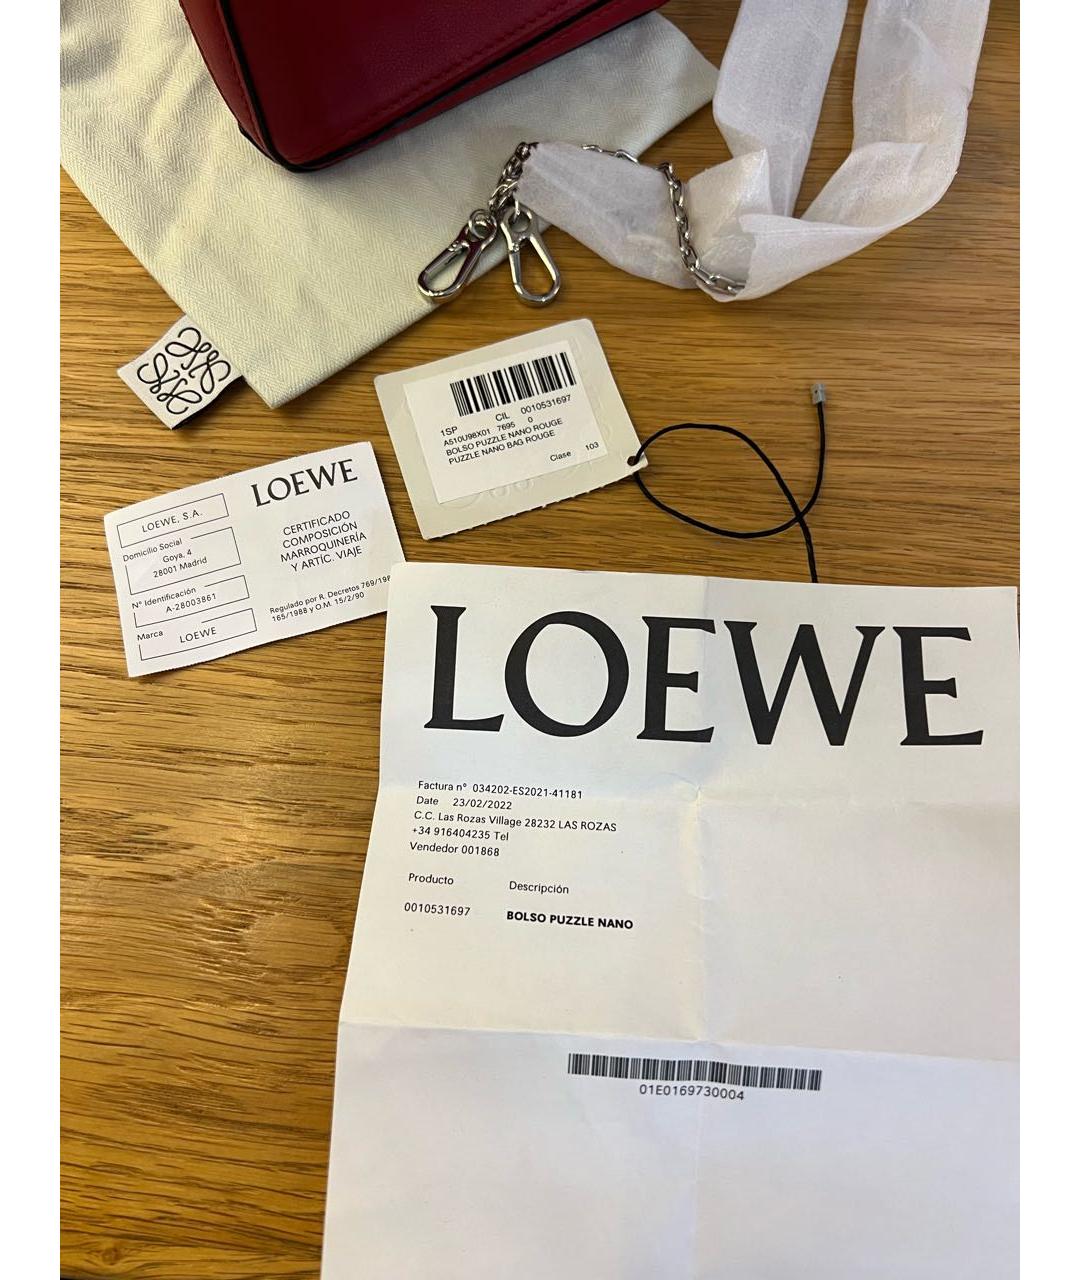 1SP CIL 0010531697
A510U98X01 7695 0
BOLSO PUZZLE NANO ROUGE
PUZZLE NANO BAG ROUGE
Clase 103
LOEWE, S.A.
Domicilio Social
Goya, 4
28001 Madrid
Nº Identificación
A-28003861
Marca LOEWE
LOEWE
CERTIFICADO
COMPOSICIÓN
MARROQUINERÍA
Y ARTÍC. VIAJE
Regulado por R. Decretos 769/198
165/1988 y O.M. 15/2/90
LOEWE
Factura nº 034202-ES2021-41181
Date 23/02/2022
C.C. Las Rozas Village 28232 LAS ROZAS
+34 916404235 Tel
Vendedor 001868
Producto Descripción
0010531697 BOLSO PUZZLE NANO
01E0169730004